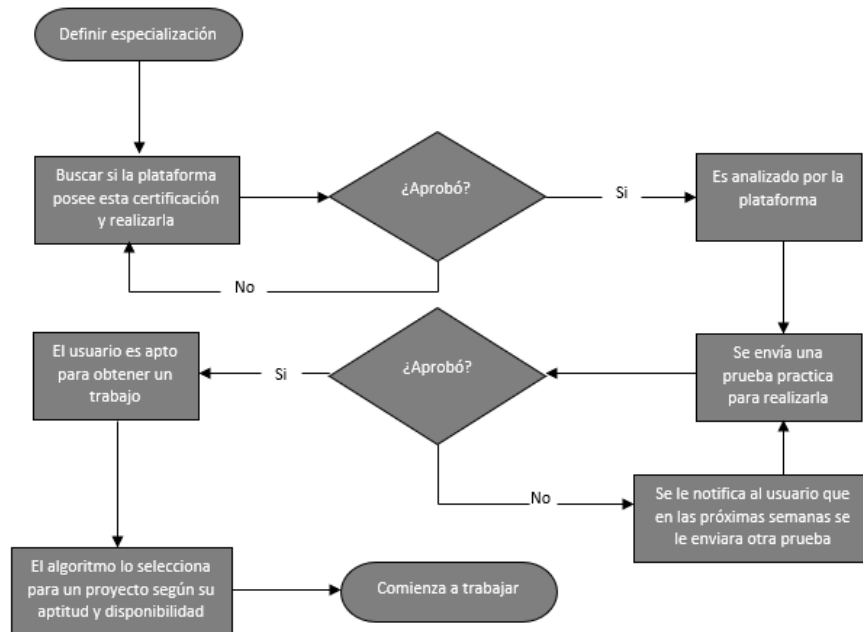 Definir especialización
Buscar si la plataforma
posee esta certificación
y realizarla
¿Aprobó?
Si
Es analizado por la
plataforma
No
El usuario es apto
para obtener un
trabajo
Si
¿Aprobó?
Se envía una
prueba practica
para realizarla
No
Se le notifica al usuario que
en las próximas semanas se
le enviara otra prueba
El algoritmo lo selecciona
para un proyecto según su
aptitud y disponibilidad
Comienza a trabajar